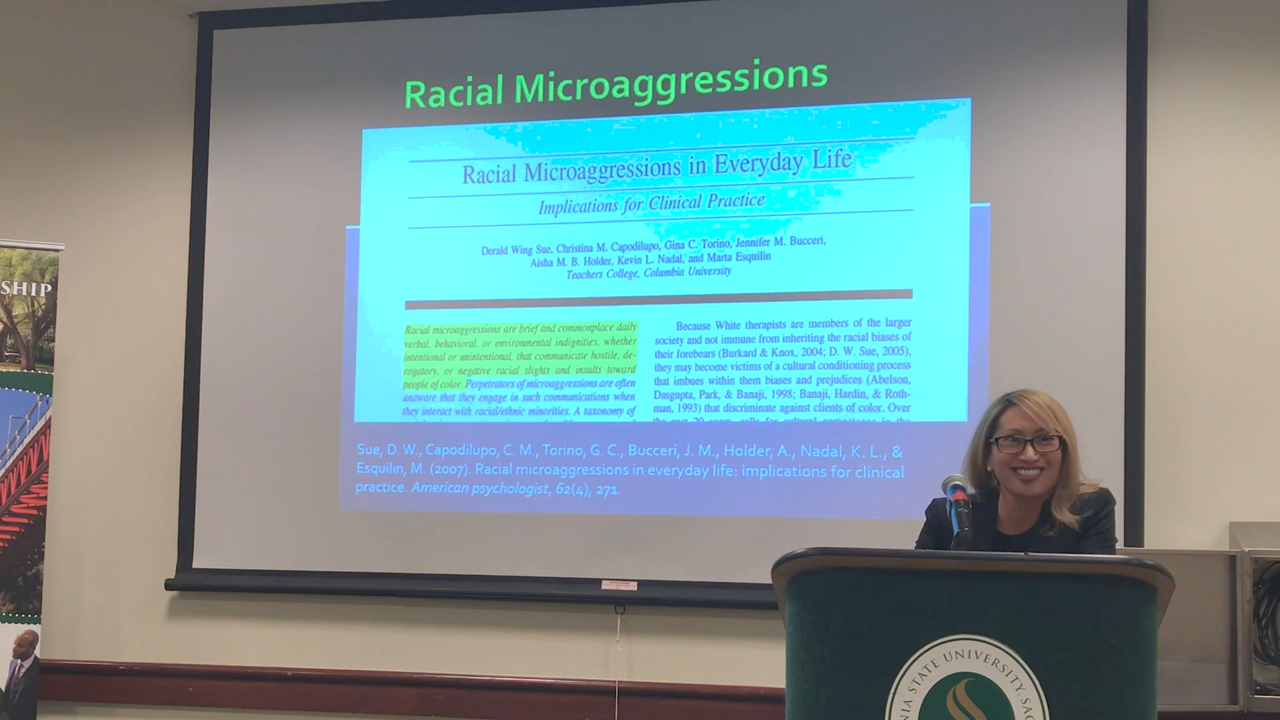 Racial Microaggressions
Racial Microaggressions in Everyday Life
Implications for Clinical Practice
Derald Wing Sue, Christina M. Capodilupo, Gina C. Torino, Jennifer M. Bucceri,
Aisha M. B. Holder, Kevin L. Nadal, and Marta Esquilin
Teachers College, Columbia University
Racial microaggressions are brief and commonplace daily
verbal, behavioral, or environmental indignities, whether
intentional or unintentional, that communicate hostile, de-
rogatory, or negative racial slights and insults toward
people of color. Perpetrators of microaggressions are often
unaware that they engage in such communications when
they interact with racial/ethnic minorities. A taxonomy of
Because White therapists are members of the larger
society and not immune from inheriting the racial biases of
their forebears (Burkard & Knox, 2004; D. W. Sue, 2005),
they may become victims of a cultural conditioning process
that imbues within them biases and prejudices (Abelson,
Dasgupta, Park, & Banaji, 1998; Banaji, Hardin, & Roth-
man, 1993) that discriminate against clients of color. Over
Sue, D. W., Capodilupo, C. M., Torino, G. C., Bucceri, J. M., Holder, A., Nadal, K. L., &
Esquilin, M. (2007). Racial microaggressions in everyday life: implications for clinical
practice. American psychologist, 62(4), 271.
SHIP
NIA STATE UNIVERSITY, SAC